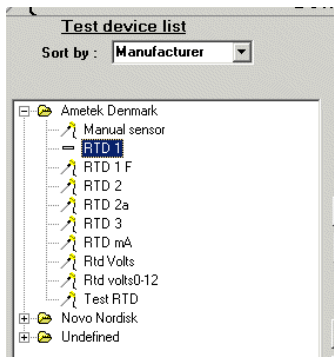 Test device list
Sort by : Manufacturer
Ametek Denmark
Manual sensor
RTD 1
RTD 1 F
RTD 2
RTD 2a
RTD 3
RTD mA
Rtd Volts
Rtd volts0-12
Test RTD
Novo Nordisk
Undefined